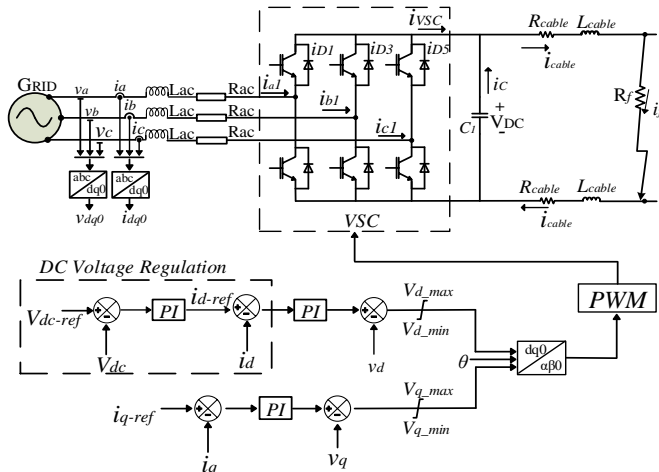 iVSC
Rcable Lcable
iD1 iD3 iD5
icable
GRID
va ia Lac Rac ia1
vb ib Lac Rac ib1
vc ic Lac Rac ic1
iC
C1
+
VDC
-
Rf
abc
dq0
abc
dq0
vdq0 idq0
Rcable Lcable
icable
VSC
DC Voltage Regulation
PWM
Vdc-ref + - PI id-ref + - PI + - Vd_max
Vd_min
Vdc id vd
θ
dq0
αβ0
iq-ref + - PI + - Vq_max
Vq_min
iq vq